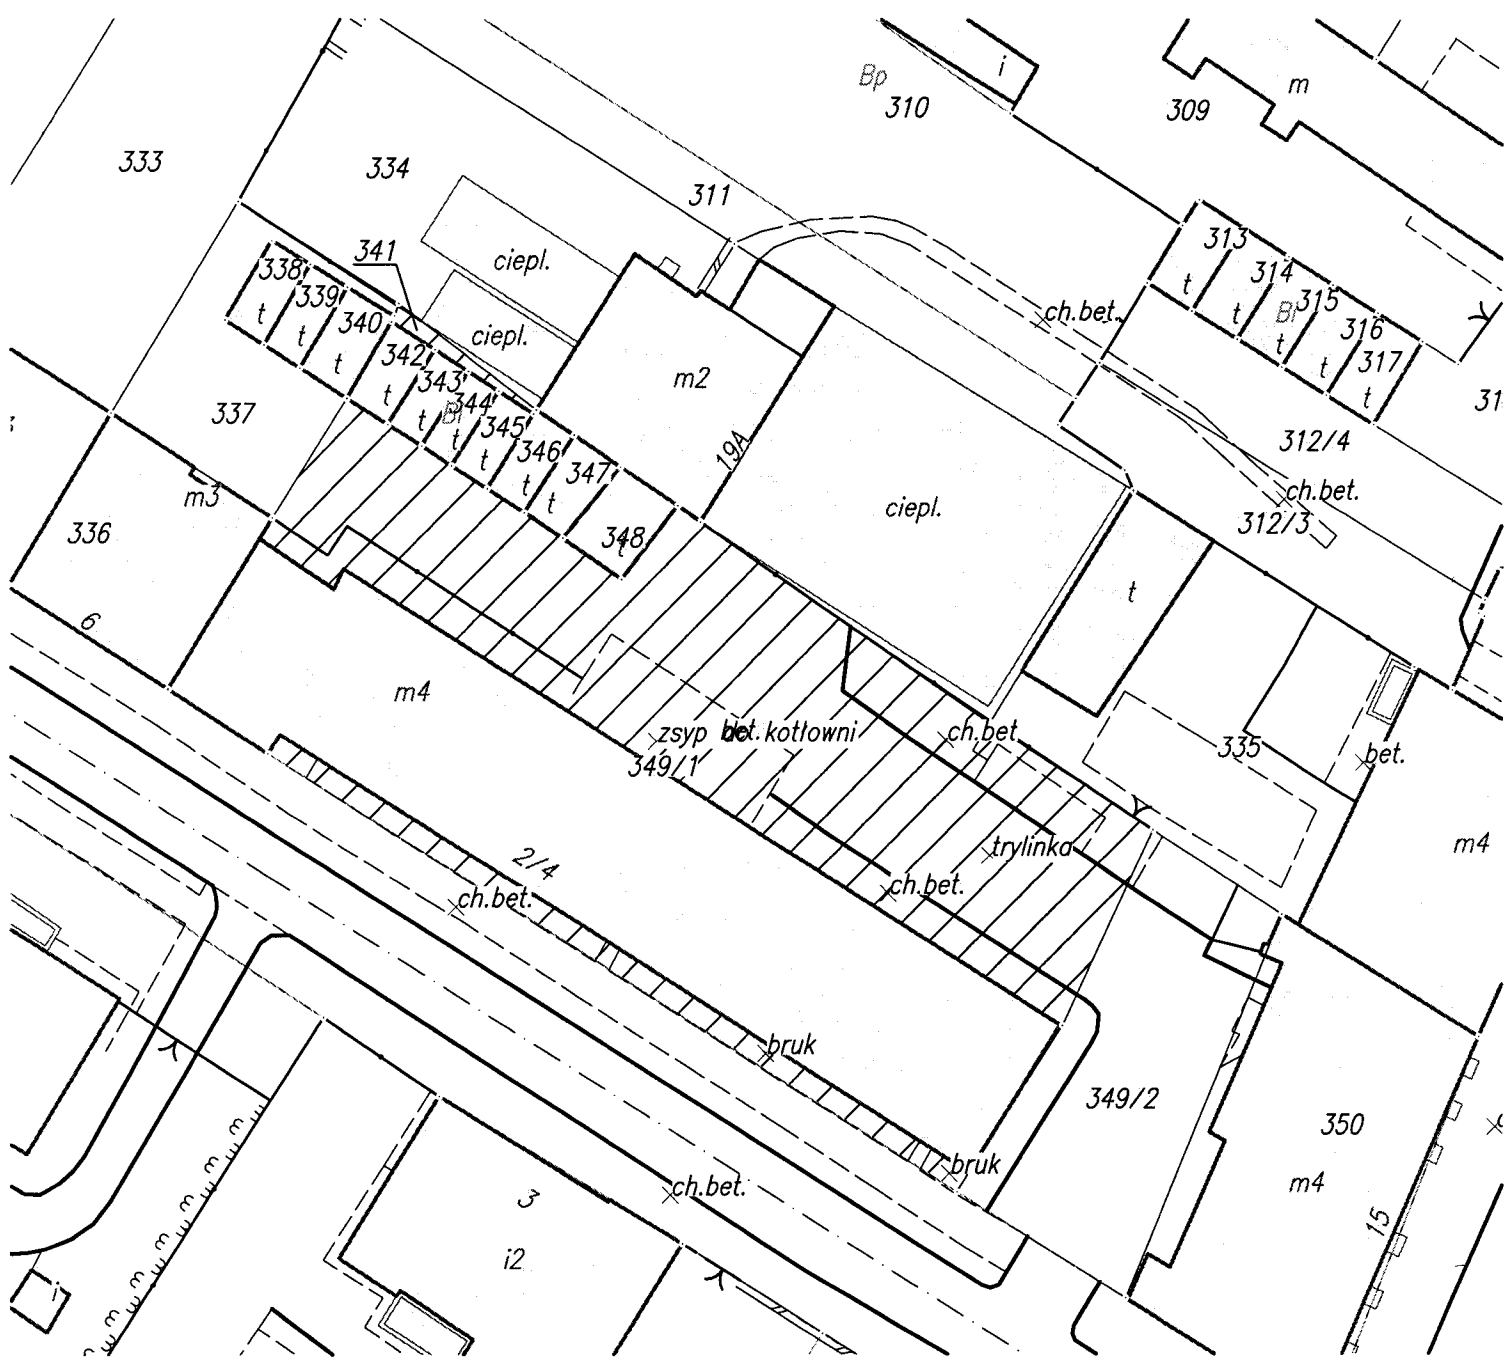 i
m
Bp
310
309
333
334
311
313
341
338
ciepl.
314
339
Bi
315
t
340
ch.bet.
316
t
t
t
ciepl.
t
317
t
342
t
343
m2
t
t
344
31
337
t
345
t
312/4
346
19A
t
347
t
ch.bet.
m3
t
ciepl.
t
312/3
336
348
t
t
6
m4
zsyp do kotłowni
bet.
ch.bet.
335
bet.
349/1
trylinka
m4
2/4
ch.bet.
ch.bet.
bruk
349/2
350
bruk
ch.bet.
m4
3
15
i2
i